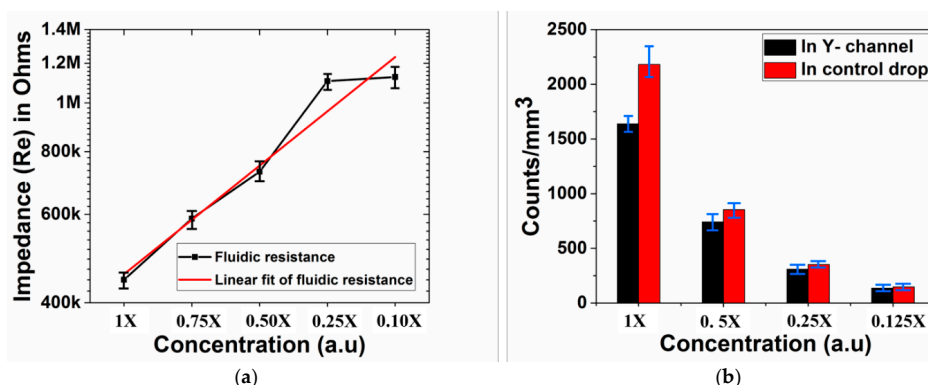 1.4M
1.2M
1M
800k
600k
400k
Impedance (Re) in Ohms
Fluidic resistance
Linear fit of fluidic resistance
1X 0.75X 0.50X 0.25X 0.10X
Concentration (a.u)
(a)
2500
2000
1500
1000
500
0
Counts/mm³
In Y- channel
In control drop
1X 0. 5X 0.25X 0.125X
Concentration (a.u)
(b)